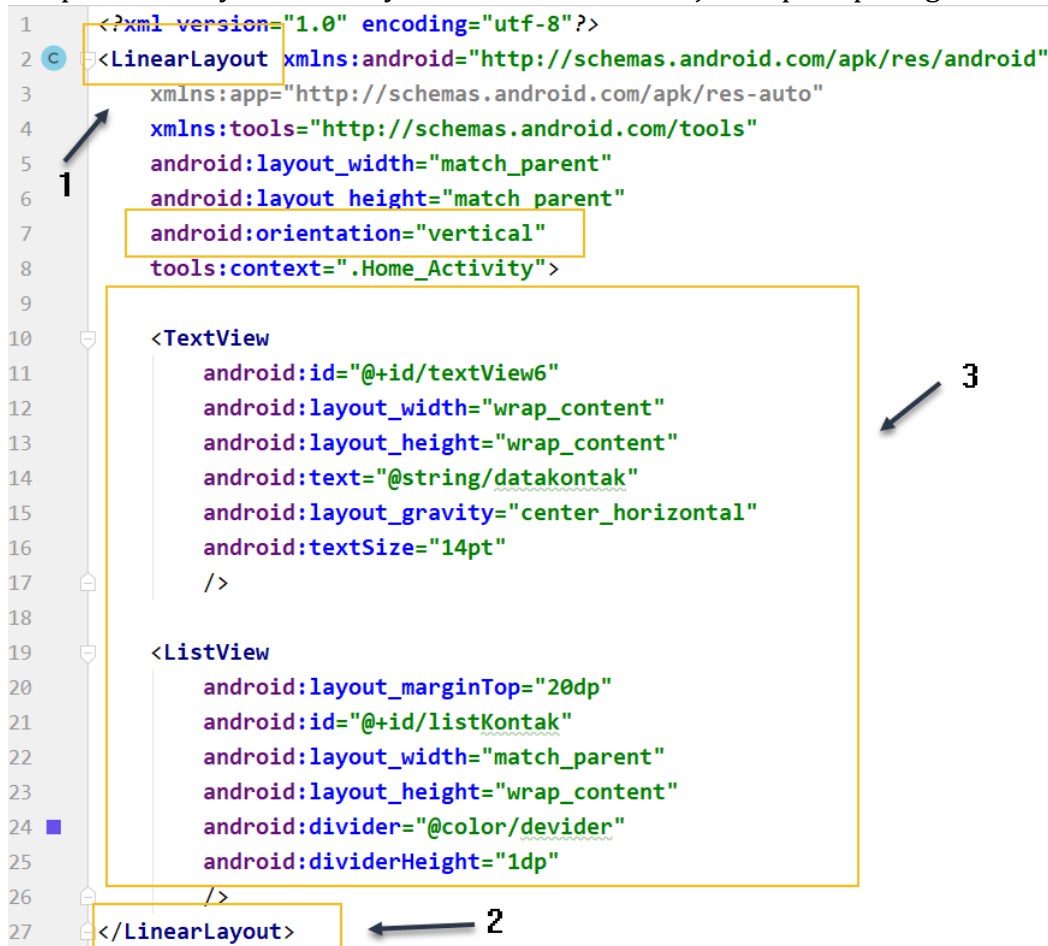 1 <?xml version="1.0" encoding="utf-8"?>
2 C <LinearLayout xmlns:android="http://schemas.android.com/apk/res/android"
3 xmlns:app="http://schemas.android.com/apk/res-auto"
4 xmlns:tools="http://schemas.android.com/tools"
5 android:layout_width="match_parent"
1
6 android:layout_height="match_parent"
7 android:orientation="vertical"
8 tools:context=".Home_Activity">
9
10 <TextView
11 android:id="@+id/textView6"
3
12 android:layout_width="wrap_content"
13 android:layout_height="wrap_content"
14 android:text="@string/datakontak"
15 android:layout_gravity="center_horizontal"
16 android:textSize="14pt"
17 />
18
19 <ListView
20 android:layout_marginTop="20dp"
21 android:id="@+id/listKontak"
22 android:layout_width="match_parent"
23 android:layout_height="wrap_content"
24 android:divider="@color/devider"
25 android:dividerHeight="1dp"
26 />
27 </LinearLayout> 2